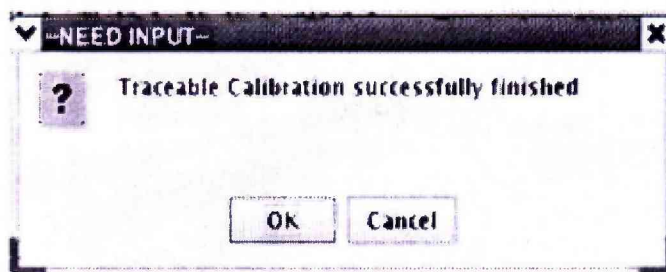 --NEED INPUT--
?
Traceable Calibration successfully finished
OK Cancel